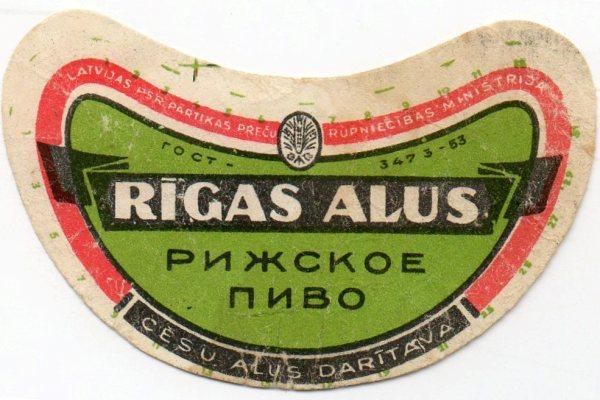 LATVIJAS PSR PĀRTIKAS PREČU RŪPNIECĪBAS MINISTRIJA
ГОСТ - 3473-53
RĪGAS ALUS
РИЖСКОЕ
ПИВО
CĒSU ALUS DARĪTAVA